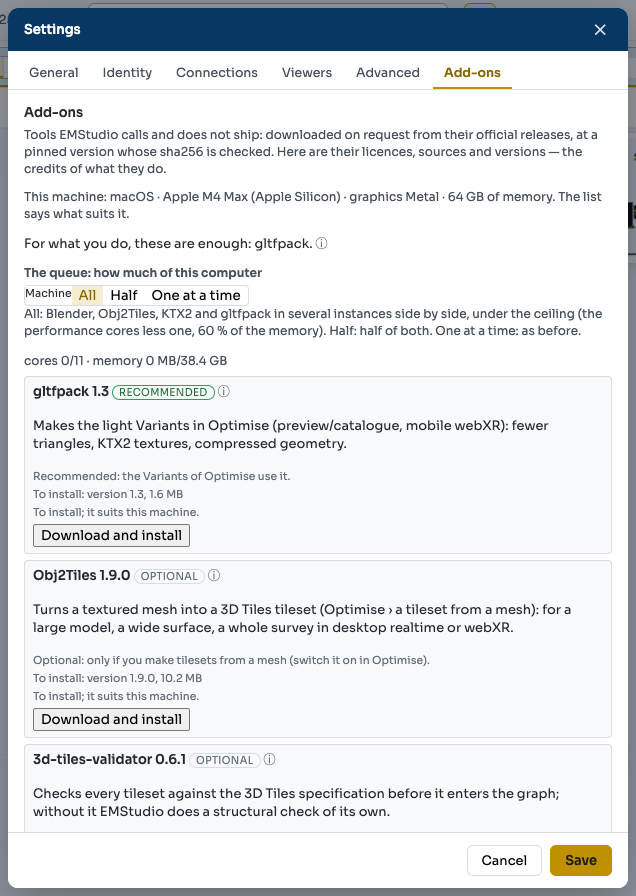 Settings
General Identity Connections Viewers Advanced Add-ons
Add-ons
Tools EMStudio calls and does not ship: downloaded on request from their official releases, at a
pinned version whose sha256 is checked. Here are their licences, sources and versions — the
credits of what they do.
This machine: macOS · Apple M4 Max (Apple Silicon) · graphics Metal · 64 GB of memory. The list
says what suits it.
For what you do, these are enough: gltfpack. ⓘ
The queue: how much of this computer
Machine All Half One at a time
All: Blender, Obj2Tiles, KTX2 and gltfpack in several instances side by side, under the ceiling (the
performance cores less one, 60 % of the memory). Half: half of both. One at a time: as before.
cores 0/11 · memory 0 MB/38.4 GB
gltfpack 1.3 RECOMMENDED ⓘ
Makes the light Variants in Optimise (preview/catalogue, mobile webXR): fewer
triangles, KTX2 textures, compressed geometry.
Recommended: the Variants of Optimise use it.
To install: version 1.3, 1.6 MB
To install; it suits this machine.
Download and install
Obj2Tiles 1.9.0 OPTIONAL ⓘ
Turns a textured mesh into a 3D Tiles tileset (Optimise › a tileset from a mesh): for a
large model, a wide surface, a whole survey in desktop realtime or webXR.
Optional: only if you make tilesets from a mesh (switch it on in Optimise).
To install: version 1.9.0, 10.2 MB
To install; it suits this machine.
Download and install
3d-tiles-validator 0.6.1 OPTIONAL ⓘ
Checks every tileset against the 3D Tiles specification before it enters the graph;
without it EMStudio does a structural check of its own.
Cancel Save